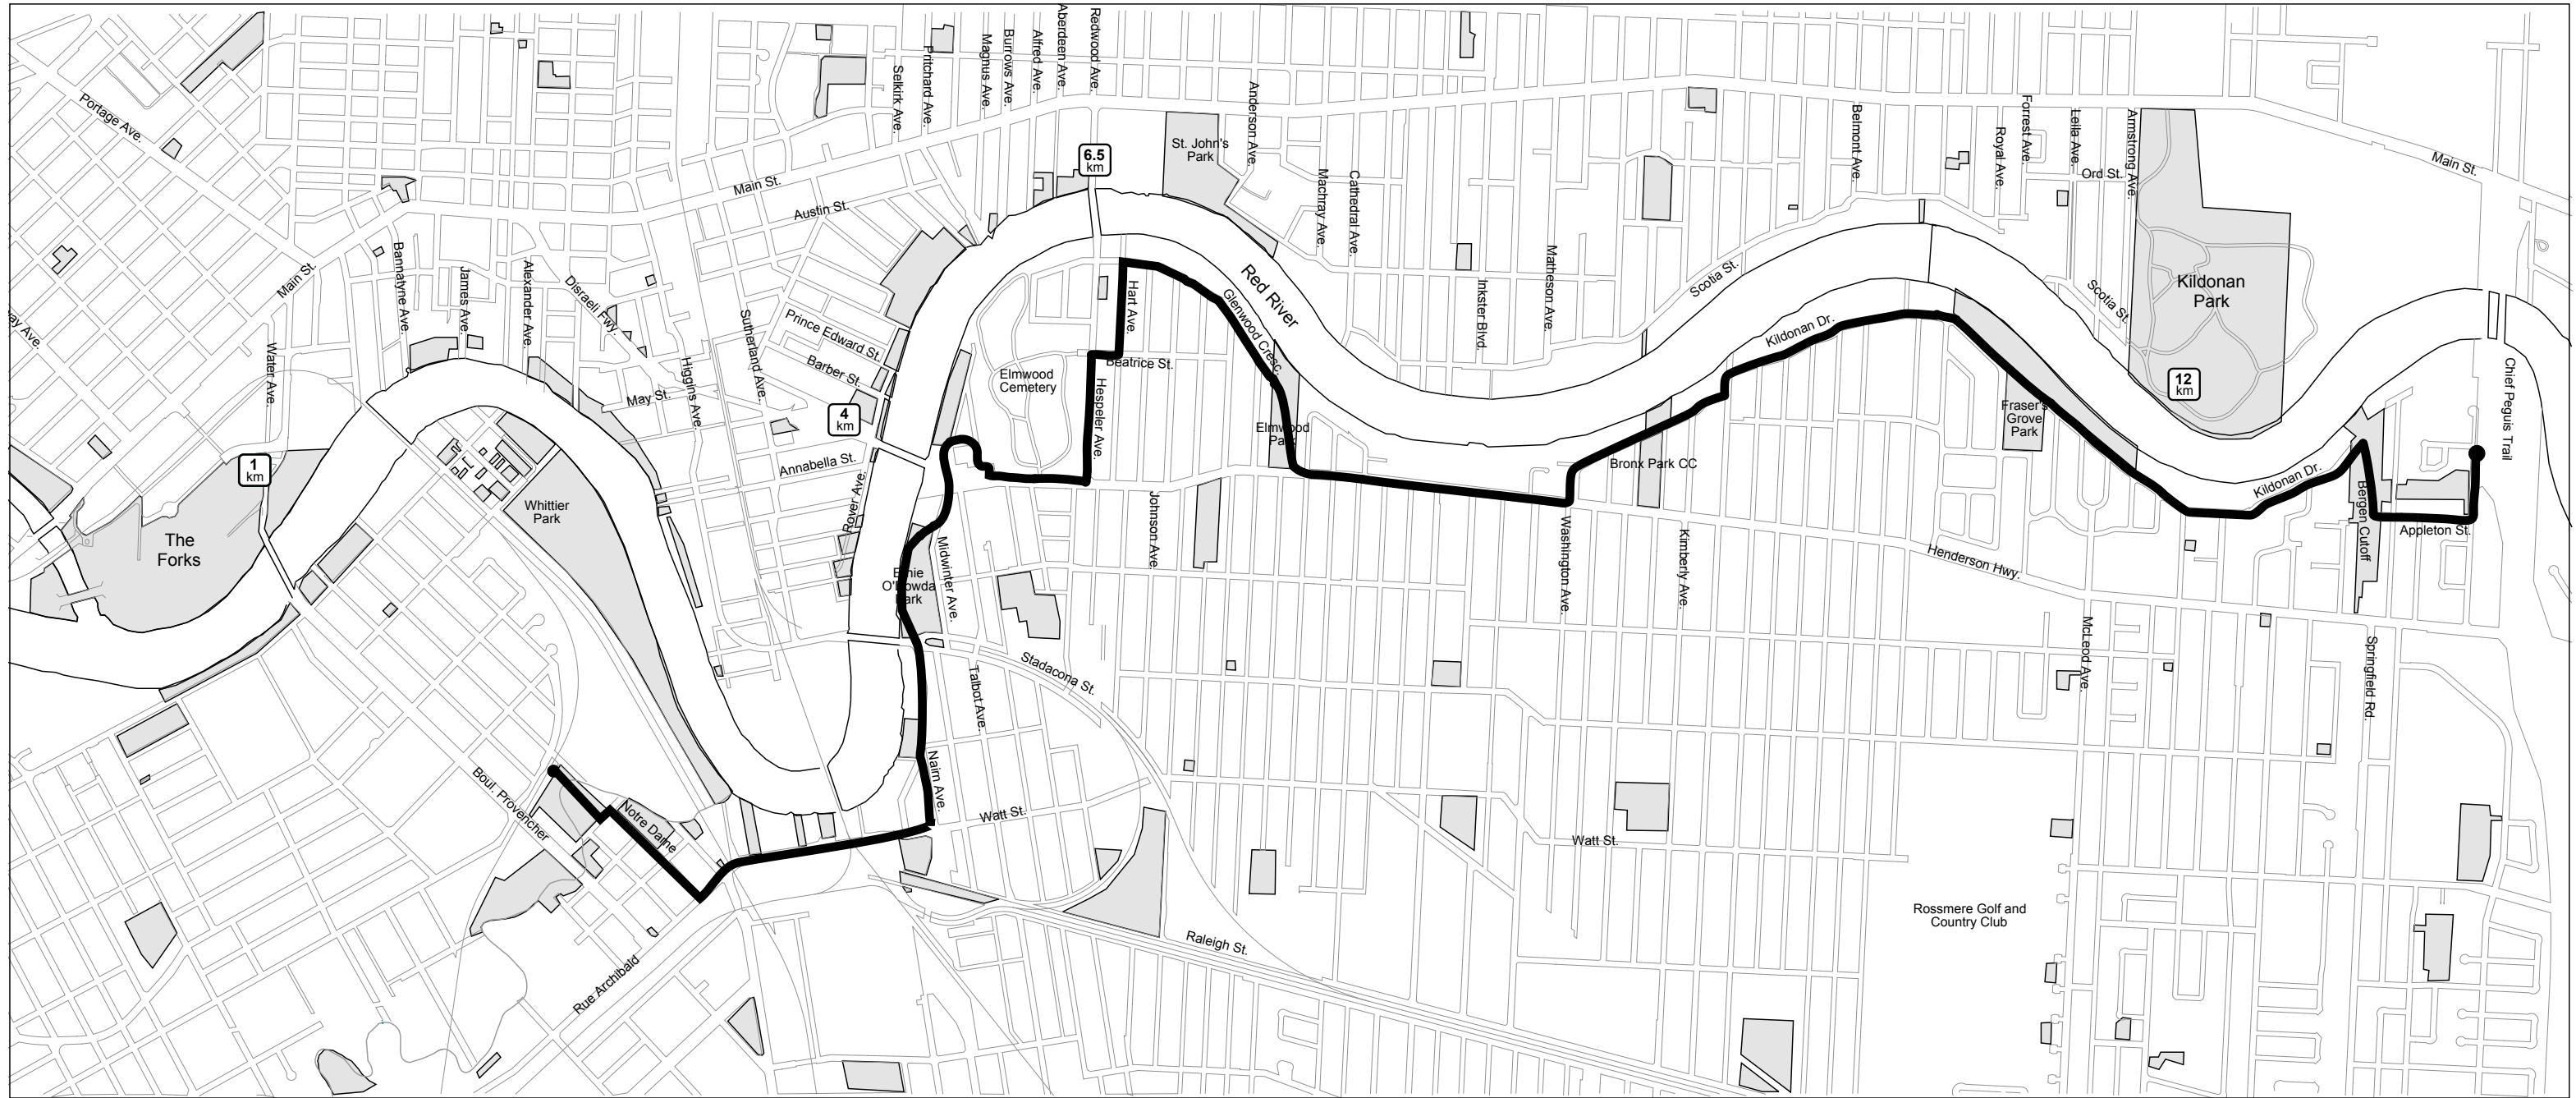 Portage Ave.
Main St.
Water Ave.
Bannatyne Ave.
James Ave.
Alexander Ave.
Disraeli Fwy.
May St.
Higgins Ave.
Sutherland Ave.
Main St.
Austin St.
Prince Edward St.
Barber St.
Annabella St.
Rover Ave.
Selkirk Ave.
Pritchard Ave.
Magnus Ave.
Burrows Ave.
Alfred Ave.
Aberdeen Ave.
Redwood Ave.
6.5
km
St. John's
Park
Anderson Ave.
Machray Ave.
Cathedral Ave.
Inkster Blvd.
Matheson Ave.
Scotia St.
Belmont Ave.
Royal Ave.
Forrest Ave.
Leila Ave.
Ord St.
Armstrong Ave.
Scotia St.
Kildonan
Park
12
km
Main St.
Chief Peguis Trail
Red River
4
km
1
km
The
Forks
Whittier
Park
Elmwood
Cemetery
Hart Ave.
Beatrice St.
Hespeler Ave.
Glenwood Cresc.
Elmwood
Park
Kildonan Dr.
Bronx Park CC
Fraser's
Grove
Park
Kildonan Dr.
Bergen Cutoff
Appleton St.
Ernie
O'Dowda
Park
Midwinter Ave.
Johnson Ave.
Washington Ave.
Kimberly Ave.
Henderson Hwy.
McLeod Ave.
Springfield Rd.
Stadacona St.
Talbot Ave.
Nairn Ave.
Watt St.
Watt St.
Boul. Provencher
Notre Dame
Rue Archibald
Raleigh St.
Rossmere Golf and
Country Club